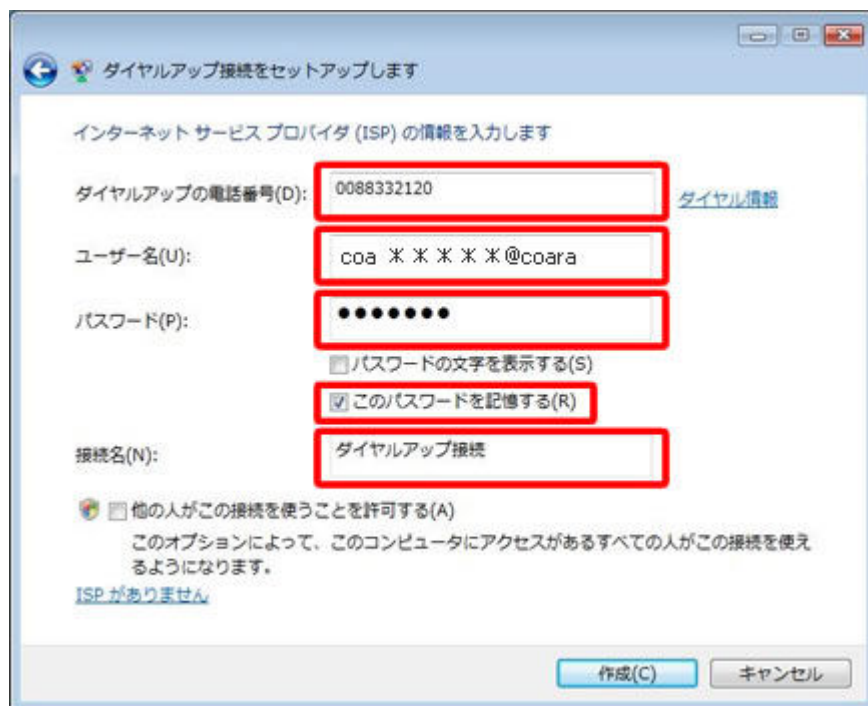 ダイヤルアップ接続をセットアップします
インターネット サービス プロバイダ (ISP) の情報を入力します
ダイヤルアップの電話番号(D):
0088332120
ダイヤル情報
ユーザー名(U):
coa ＊＊＊＊＊@coara
パスワード(P):
●●●●●●●
パスワードの文字を表示する(S)
このパスワードを記憶する(R)
接続名(N):
ダイヤルアップ接続
他の人がこの接続を使うことを許可する(A)
このオプションによって、このコンピュータにアクセスがあるすべての人がこの接続を使え
るようになります。
ISP がありません
作成(C)
キャンセル